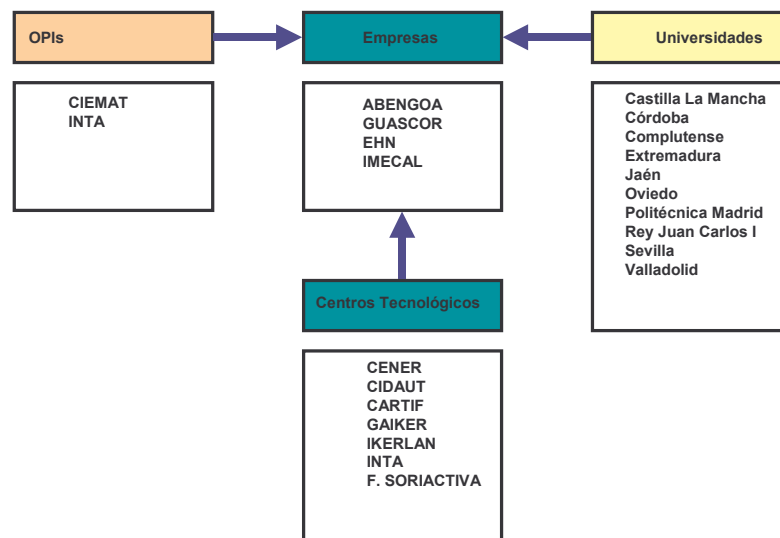 OPIs
Empresas
Universidades
CIEMAT
INTA
ABENGOA
GUASCOR
EHN
IMECAL
Castilla La Mancha
Córdoba
Complutense
Extremadura
Jaén
Oviedo
Politécnica Madrid
Rey Juan Carlos I
Sevilla
Valladolid
Centros Tecnológicos
CENER
CIDAUT
CARTIF
GAIKER
IKERLAN
INTA
F. SORIACTIVA